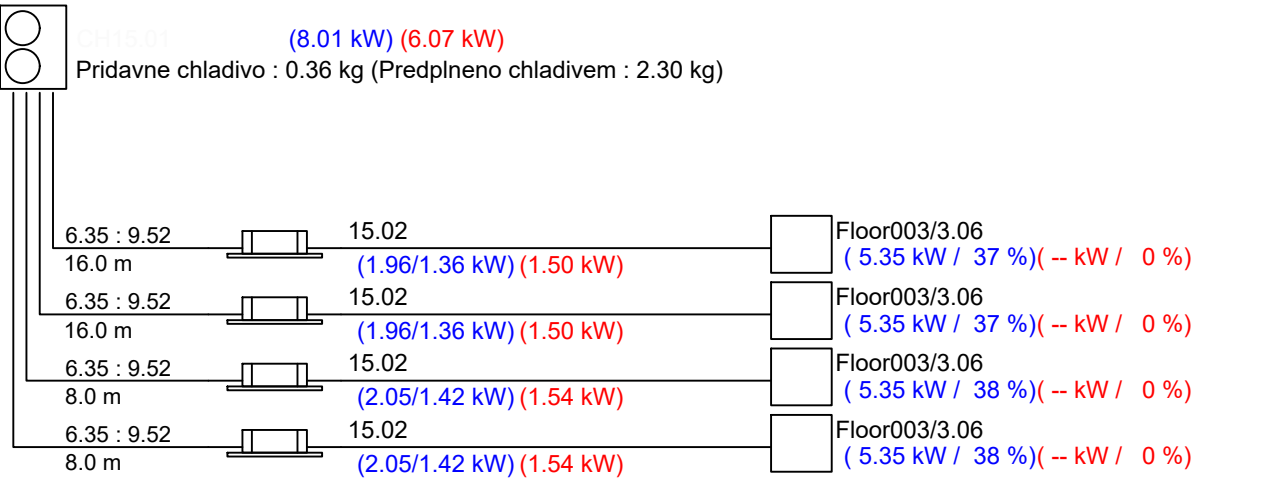 CH15.01 (8.01 kW) (6.07 kW)
Pridavne chladivo : 0.36 kg (Predplneno chladivem : 2.30 kg)
6.35 : 9.52 15.02 Floor003/3.06
16.0 m (1.96/1.36 kW) (1.50 kW) ( 5.35 kW / 37 %)( -- kW / 0 %)
6.35 : 9.52 15.02 Floor003/3.06
16.0 m (1.96/1.36 kW) (1.50 kW) ( 5.35 kW / 37 %)( -- kW / 0 %)
6.35 : 9.52 15.02 Floor003/3.06
8.0 m (2.05/1.42 kW) (1.54 kW) ( 5.35 kW / 38 %)( -- kW / 0 %)
6.35 : 9.52 15.02 Floor003/3.06
8.0 m (2.05/1.42 kW) (1.54 kW) ( 5.35 kW / 38 %)( -- kW / 0 %)